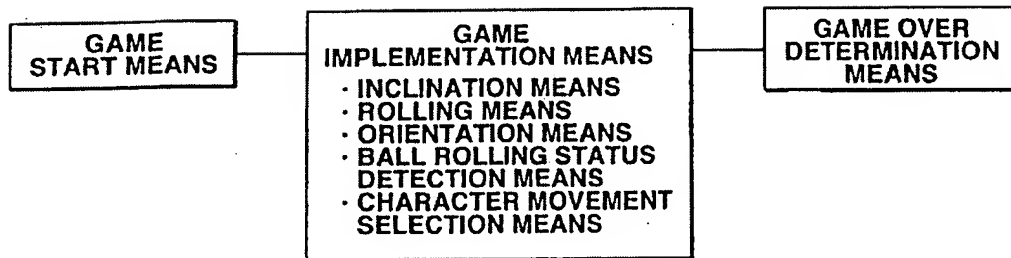 GAME
START MEANS
GAME
IMPLEMENTATION MEANS
· INCLINATION MEANS
· ROLLING MEANS
· ORIENTATION MEANS
· BALL ROLLING STATUS
DETECTION MEANS
· CHARACTER MOVEMENT
SELECTION MEANS
GAME OVER
DETERMINATION
MEANS